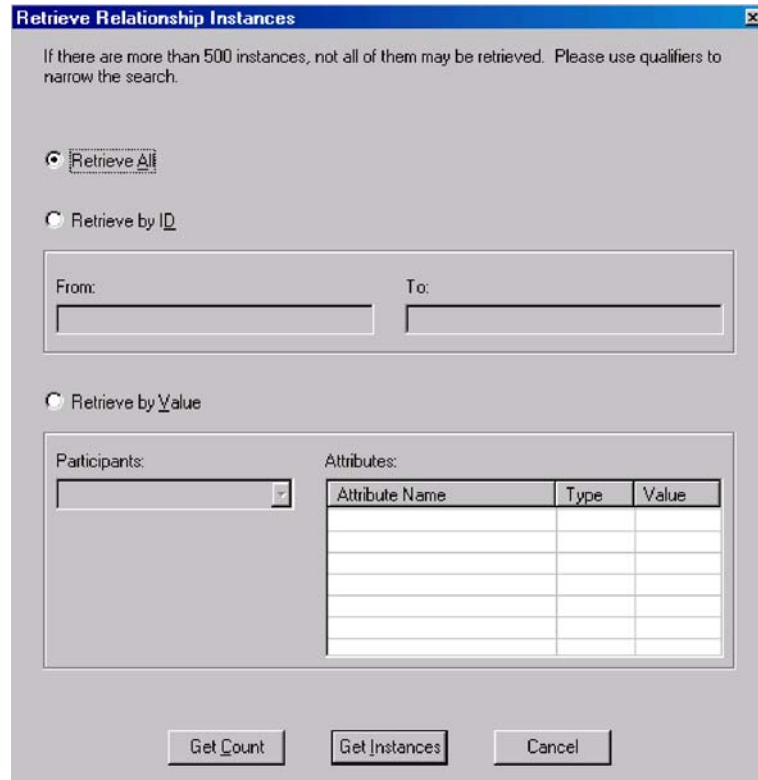 Retrieve Relationship Instances
If there are more than 500 instances, not all of them may be retrieved.  Please use qualifiers to
narrow the search.
Retrieve All
Retrieve by ID
From:
To:
Retrieve by Value
Participants:
Attributes:
Attribute Name Type Value
Get Count Get Instances Cancel